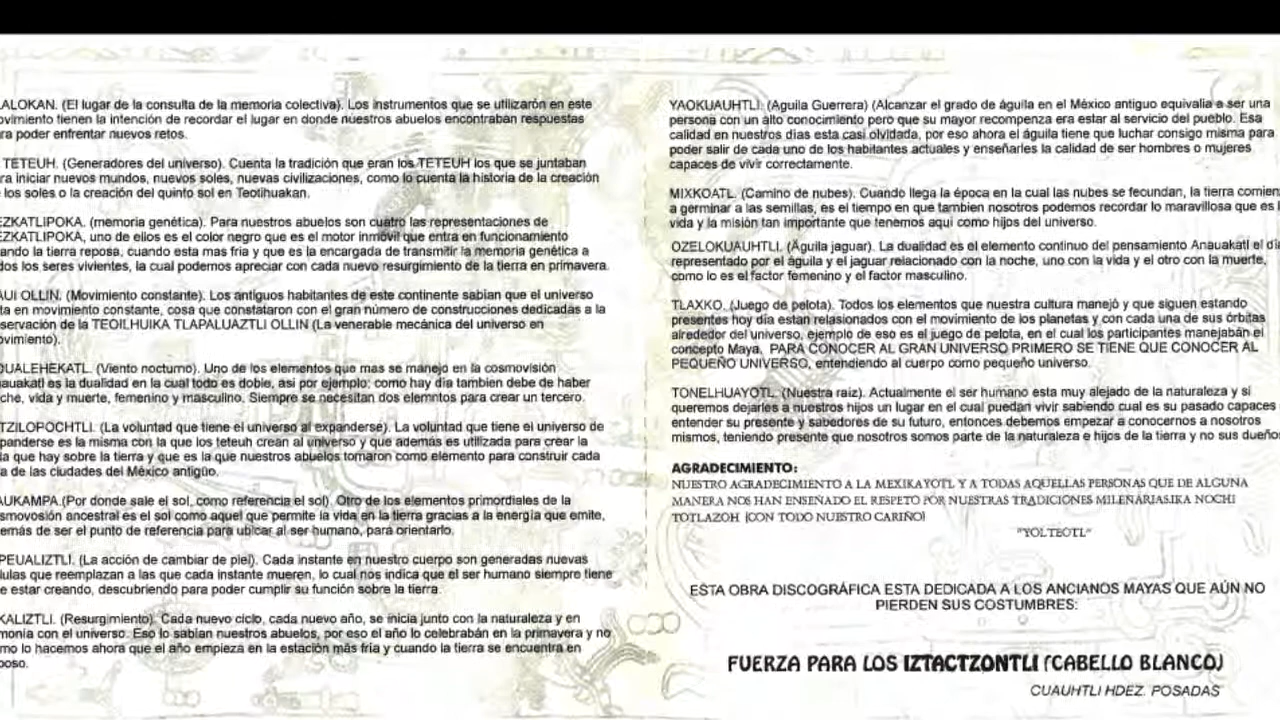 ALOKAN. (El lugar de la consulta de la memoria colectiva). Los instrumentos que se utilizarón en este
ovimiento tienen la intención de recordar el lugar en donde nuestros abuelos encontraban respuestas
ra poder enfrentar nuevos retos.
TETEUH. (Generadores del universo). Cuenta la tradición que eran los TETEUH los que se juntaban
ra iniciar nuevos mundos, nuevos soles, nuevas civilizaciones, como lo cuenta la historia de la creación
los soles o la creación del quinto sol en Teotihuakan.
EZKATLIPOKA. (memoria genética). Para nuestros abuelos son cuatro las representaciones de
EZKATLIPOKA, uno de ellos es el color negro que es el motor inmóvil que entra en funcionamiento
ando la tierra reposa, cuando esta mas fria y que es la encargada de transmitir la memoria genética a
dos los seres vivientes, la cual podemos apreciar con cada nuevo resurgimiento de la tierra en primavera.
AUI OLLIN. (Movimiento constante). Los antiguos habitantes de este continente sabian que el universo
ta en movimiento constante, cosa que constataron con el gran número de construcciones dedicadas a la
servación de la TEOILHUIKA TLAPALUAZTLI OLLIN (La venerable mecánica del universo en
ovimiento).
OUALEHEKATL. (Viento nocturno). Uno de los elementos que mas se manejo en la cosmovisión
auakatl es la dualidad en la cual todo es doble, asi por ejemplo; como hay dia tambien debe de haber
che, vida y muerte, femenino y masculino. Siempre se necesitan dos elemntos para crear un tercero.
TZILOPOCHTLI. (La voluntad que tiene el universo al expanderse). La voluntad que tiene el universo de
panderse es la misma con la que los teteuh crean al universo y que además es utilizada para crear la
da que hay sobre la tierra y que es la que nuestros abuelos tomaron como elemento para construir cada
a de las ciudades del México antigüo.
AUKAMPA.(Por donde sale el sol, como referencia el sol). Otro de los elementos primordiales de la
smovosión ancestral es el sol como aquel que permite la vida en la tierra gracias a la energia que emite,
emás de ser el punto de referencia para ubicar al ser humano, para orientarlo.
PEUALIZTLI. (La acción de cambiar de piel). Cada instante en nuestro cuerpo son generadas nuevas
lulas que reemplazan a las que cada instante mueren, lo cual nos indica que el ser humano siempre tiene
e estar creando, descubriendo para poder cumplir su función sobre la tierra.
KALIZTLI. (Resurgimiento). Cada nuevo ciclo, cada nuevo año, se inicia junto con la naturaleza y en
monia con el universo. Eso lo sabian nuestros abuelos, por eso el año lo celebrabán en la primavera y no
mo lo hacemos ahora que el año empieza en la estación más fria y cuando la tierra se encuentra en
poso.
YAOKUAUHTLI. (Aguila Guerrera) (Alcanzar el grado de águila en el México antiguo equivalia a ser una
persona con un alto conocimiento pero que su mayor recompenza era estar al servicio del pueblo. Esa
calidad en nuestros dias esta casi olvidada, por eso ahora el águila tiene que luchar consigo misma para
poder salir de cada uno de los habitantes actuales y enseñarles la calidad de ser hombres o mujeres
capaces de vivir correctamente.
MIXKOATL. (Camino de nubes). Cuando llega la época en la cual las nubes se fecundan, la tierra comien
a germinar a las semillas, es el tiempo en que tambien nosotros podemos recordar lo maravillosa que es l
vida y la misión tan importante que tenemos aquí como hijos del universo.
OZELOKUAUHTLI. (Águila jaguar). La dualidad es el elemento continuo del pensamiento Anauakatl el día
representado por el águila y el jaguar relacionado con la noche, uno con la vida y el otro con la muerte,
como lo es el factor femenino y el factor masculino.
TLAXKO. (Juego de pelota). Todos los elementos que nuestra cultura manejó y que siguen estando
presentes hoy día estan relasionados con el movimiento de los planetas y con cada una de sus órbitas
alrededor del universo, ejemplo de eso es el juego de pelota, en el cual los participantes manejabán el
concepto Maya, PARA CONOCER AL GRAN UNIVERSO PRIMERO SE TIENE QUE CONOCER AL
PEQUEÑO UNIVERSO, entendiendo al cuerpo como pequeño universo.
TONELHUAYOTL. (Nuestra raiz). Actualmente el ser humano esta muy alejado de la naturaleza y si
queremos dejarles a nuestros hijos un lugar en el cual puedan vivir sabiendo cual es su pasado capaces
entender su presente y sabedores de su futuro, entonces debemos empezar a conocernos a nosotros
mismos, teniendo presente que nosotros somos parte de la naturaleza e hijos de la tierra y no sus dueño
AGRADECIMIENTO:
NUESTRO AGRADECIMIENTO A LA MEXIKAYOTL Y A TODAS AQUELLAS PERSONAS QUE DE ALGUNA
MANERA NOS HAN ENSEÑADO EL RESPETO POR NUESTRAS TRADICIONES MILENARIAS.IKA NOCHI
TOTLAZOH (CON TODO NUESTRO CARIÑO)
"YOLTEOTL"
ESTA OBRA DISCOGRÁFICA ESTA DEDICADA A LOS ANCIANOS MAYAS QUE AÚN NO
PIERDEN SUS COSTUMBRES:
FUERZA PARA LOS IZTACTZONTLI (CABELLO BLANCO)
CUAUHTLI HDEZ. POSADAS